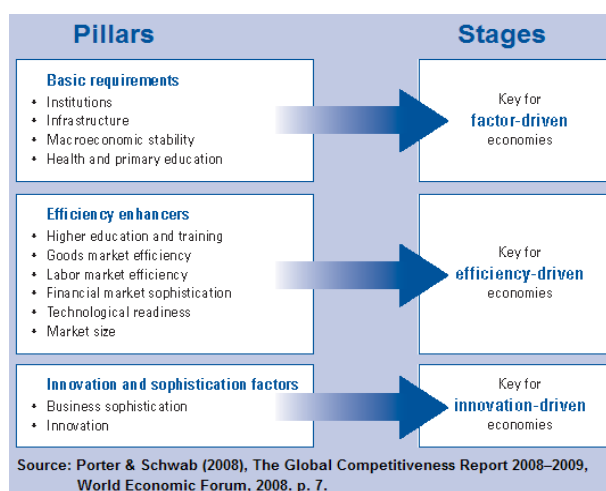 Pillars
Stages
Basic requirements
Institutions
Infrastructure
Macroeconomic stability
Health and primary education
Key for
factor-driven
economies
Efficiency enhancers
Higher education and training
Goods market efficiency
Labor market efficiency
Financial market sophistication
Technological readiness
Market size
Key for
efficiency-driven
economies
Innovation and sophistication factors
Business sophistication
Innovation
Key for
innovation-driven
economies
Source: Porter & Schwab (2008), The Global Competitiveness Report 2008–2009,
World Economic Forum, 2008, p. 7.